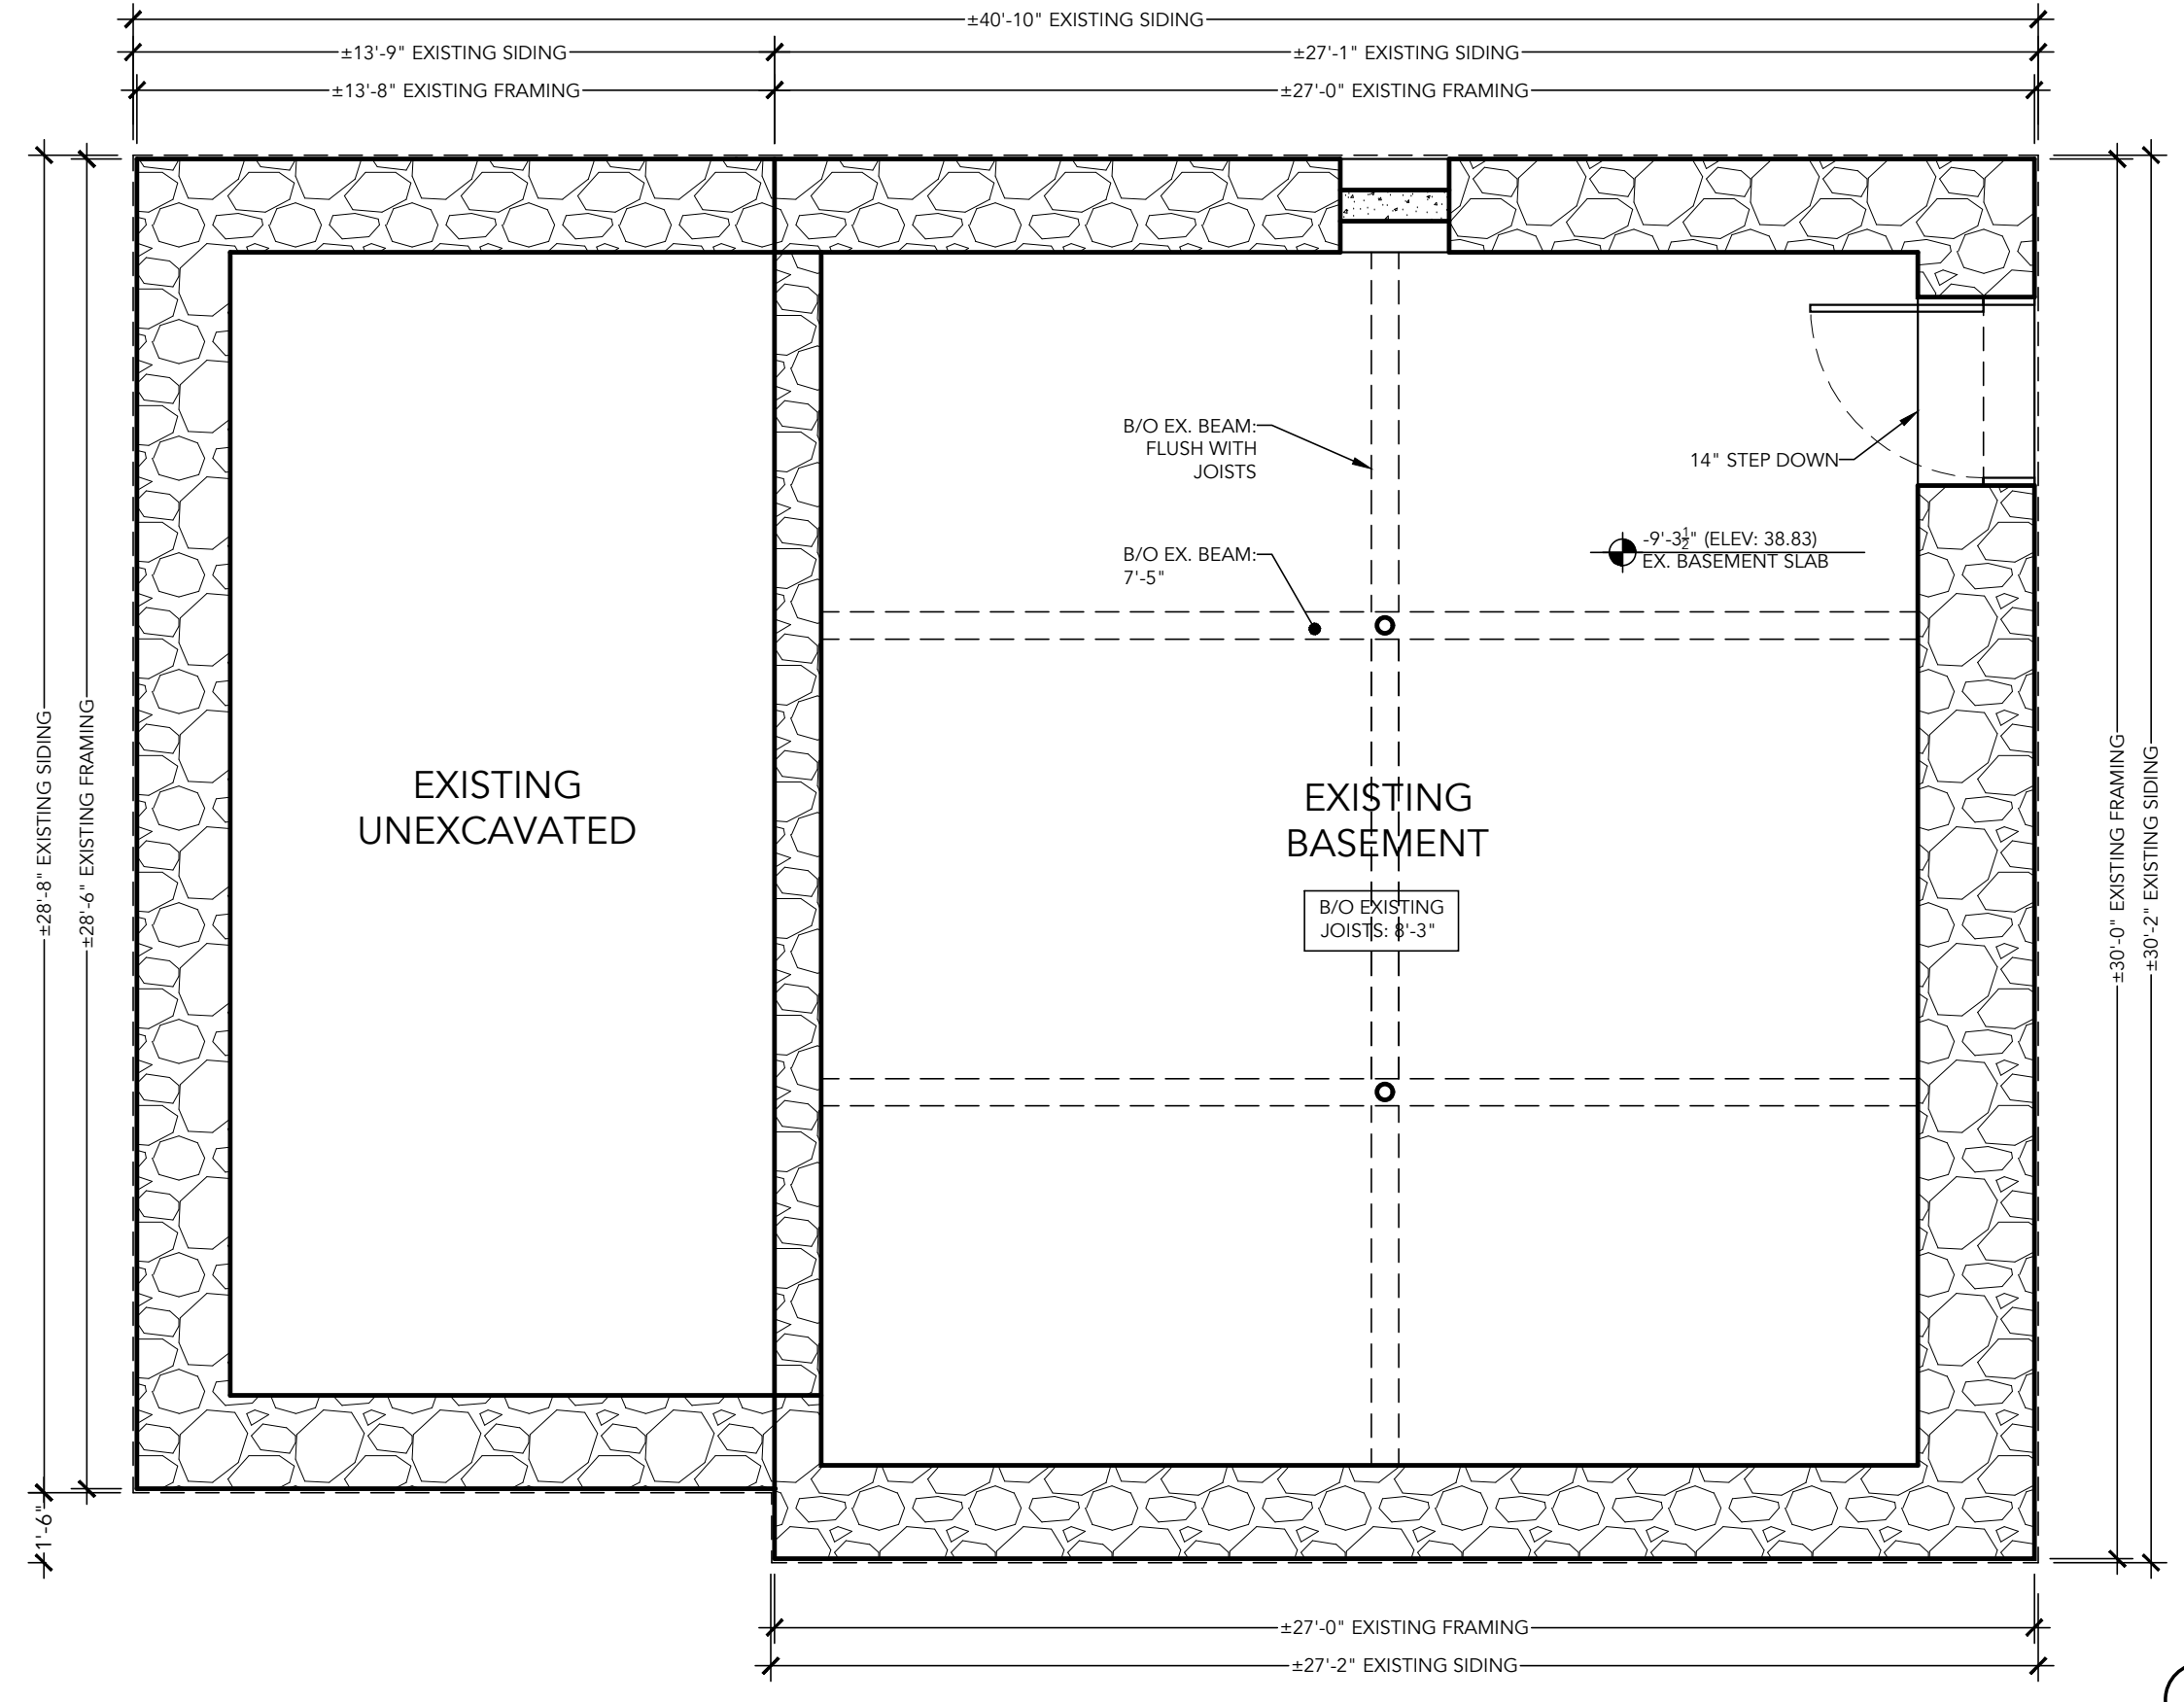 ±40'-10" EXISTING SIDING
±13'-9" EXISTING SIDING
±27'-1" EXISTING SIDING
±13'-8" EXISTING FRAMING
±27'-0" EXISTING FRAMING
B/O EX. BEAM:
FLUSH WITH
JOISTS
14" STEP DOWN
B/O EX. BEAM:
7'-5"
-9'-3½" (ELEV: 38.83)
EX. BASEMENT SLAB
±28'-8" EXISTING SIDING
±28'-6" EXISTING FRAMING
EXISTING
UNEXCAVATED
EXISTING
BASEMENT
B/O EXISTING
JOISTS: 8'-3"
±30'-0" EXISTING FRAMING
±30'-2" EXISTING SIDING
1'-6"
±27'-0" EXISTING FRAMING
±27'-2" EXISTING SIDING